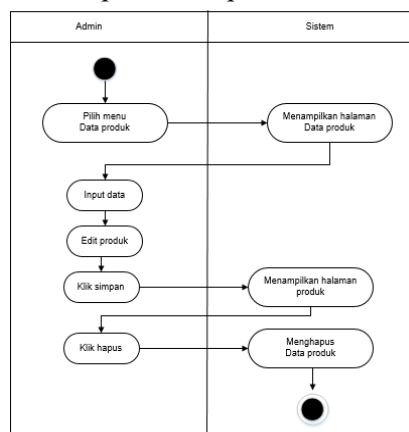 Admin
Sistem
Pilih menu
Data produk
Menampilkan halaman
Data produk
Input data
Edit produk
Klik simpan
Menampilkan halaman
produk
Klik hapus
Menghapus
Data produk